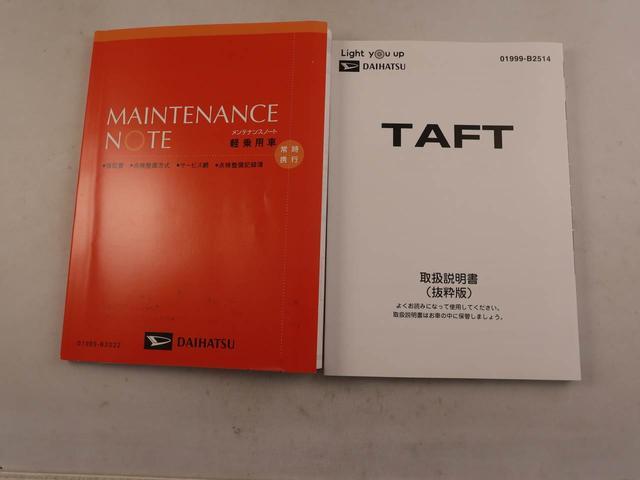 MAINTENANCE
NOTE
メンテナンスノート
軽乗用車
常時
携行
●保証書 ●点検整備方式 ●サービス網 ●点検整備記録簿
01999-B2022
DAIHATSU
Light you up
DAIHATSU
01999-B2514
TAFT
取扱説明書
（抜粋版）
よくお読みになって使用してください。
取扱説明書はお車の中に保管しましょう。